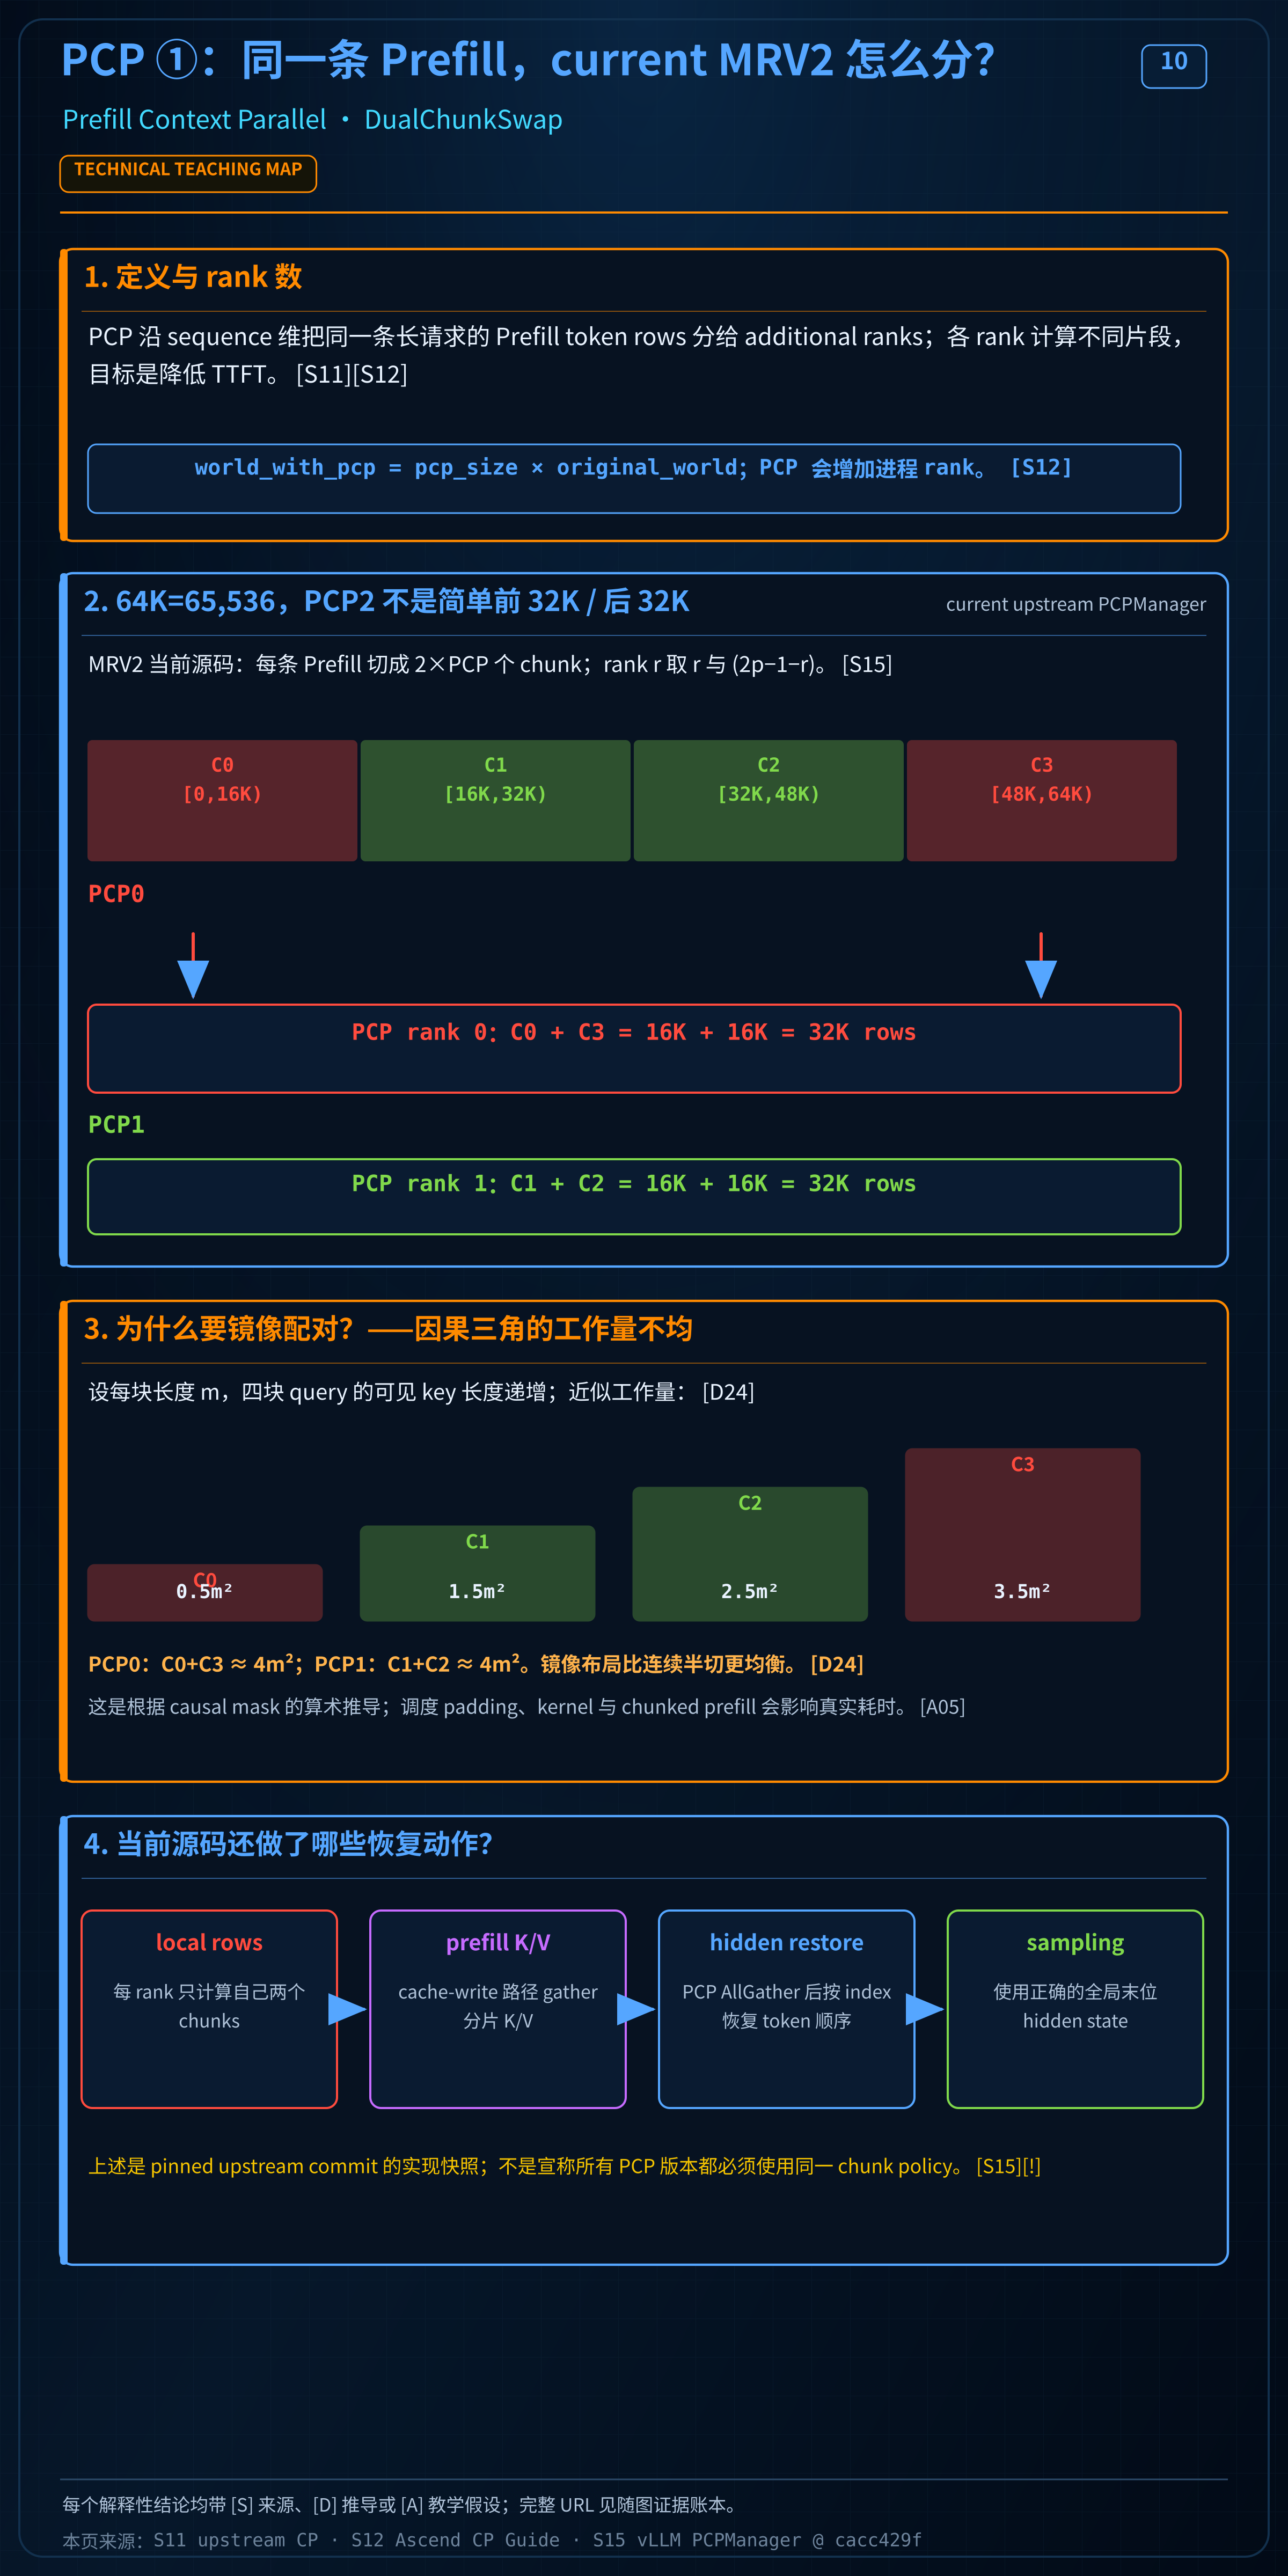 PCP ①：同一条 Prefill，current MRV2 怎么分？
10
Prefill Context Parallel · DualChunkSwap
TECHNICAL TEACHING MAP
1. 定义与 rank 数
PCP 沿 sequence 维把同一条长请求的 Prefill token rows 分给 additional ranks；各 rank 计算不同片段，
目标是降低 TTFT。 [S11][S12]
world_with_pcp = pcp_size × original_world；PCP 会增加进程 rank。 [S12]
2. 64K=65,536，PCP2 不是简单前 32K / 后 32K
current upstream PCPManager
MRV2 当前源码：每条 Prefill 切成 2×PCP 个 chunk；rank r 取 r 与 (2p−1−r)。 [S15]
C0 C1 C2 C3
[0,16K) [16K,32K) [32K,48K) [48K,64K)
PCP0
PCP rank 0：C0 + C3 = 16K + 16K = 32K rows
PCP1
PCP rank 1：C1 + C2 = 16K + 16K = 32K rows
3. 为什么要镜像配对？——因果三角的工作量不均
设每块长度 m，四块 query 的可见 key 长度递增；近似工作量： [D24]
C0
0.5m²
C1
1.5m²
C2
2.5m²
C3
3.5m²
PCP0：C0+C3 ≈ 4m²；PCP1：C1+C2 ≈ 4m²。镜像布局比连续半切更均衡。 [D24]
这是根据 causal mask 的算术推导；调度 padding、kernel 与 chunked prefill 会影响真实耗时。 [A05]
4. 当前源码还做了哪些恢复动作？
local rows
每 rank 只计算自己两个
chunks
prefill K/V
cache-write 路径 gather
分片 K/V
hidden restore
PCP AllGather 后按 index
恢复 token 顺序
sampling
使用正确的全局末位
hidden state
上述是 pinned upstream commit 的实现快照；不是宣称所有 PCP 版本都必须使用同一 chunk policy。 [S15][!]
每个解释性结论均带 [S] 来源、[D] 推导或 [A] 教学假设；完整 URL 见随图证据账本。
本页来源：S11 upstream CP · S12 Ascend CP Guide · S15 vLLM PCPManager @ cacc429f